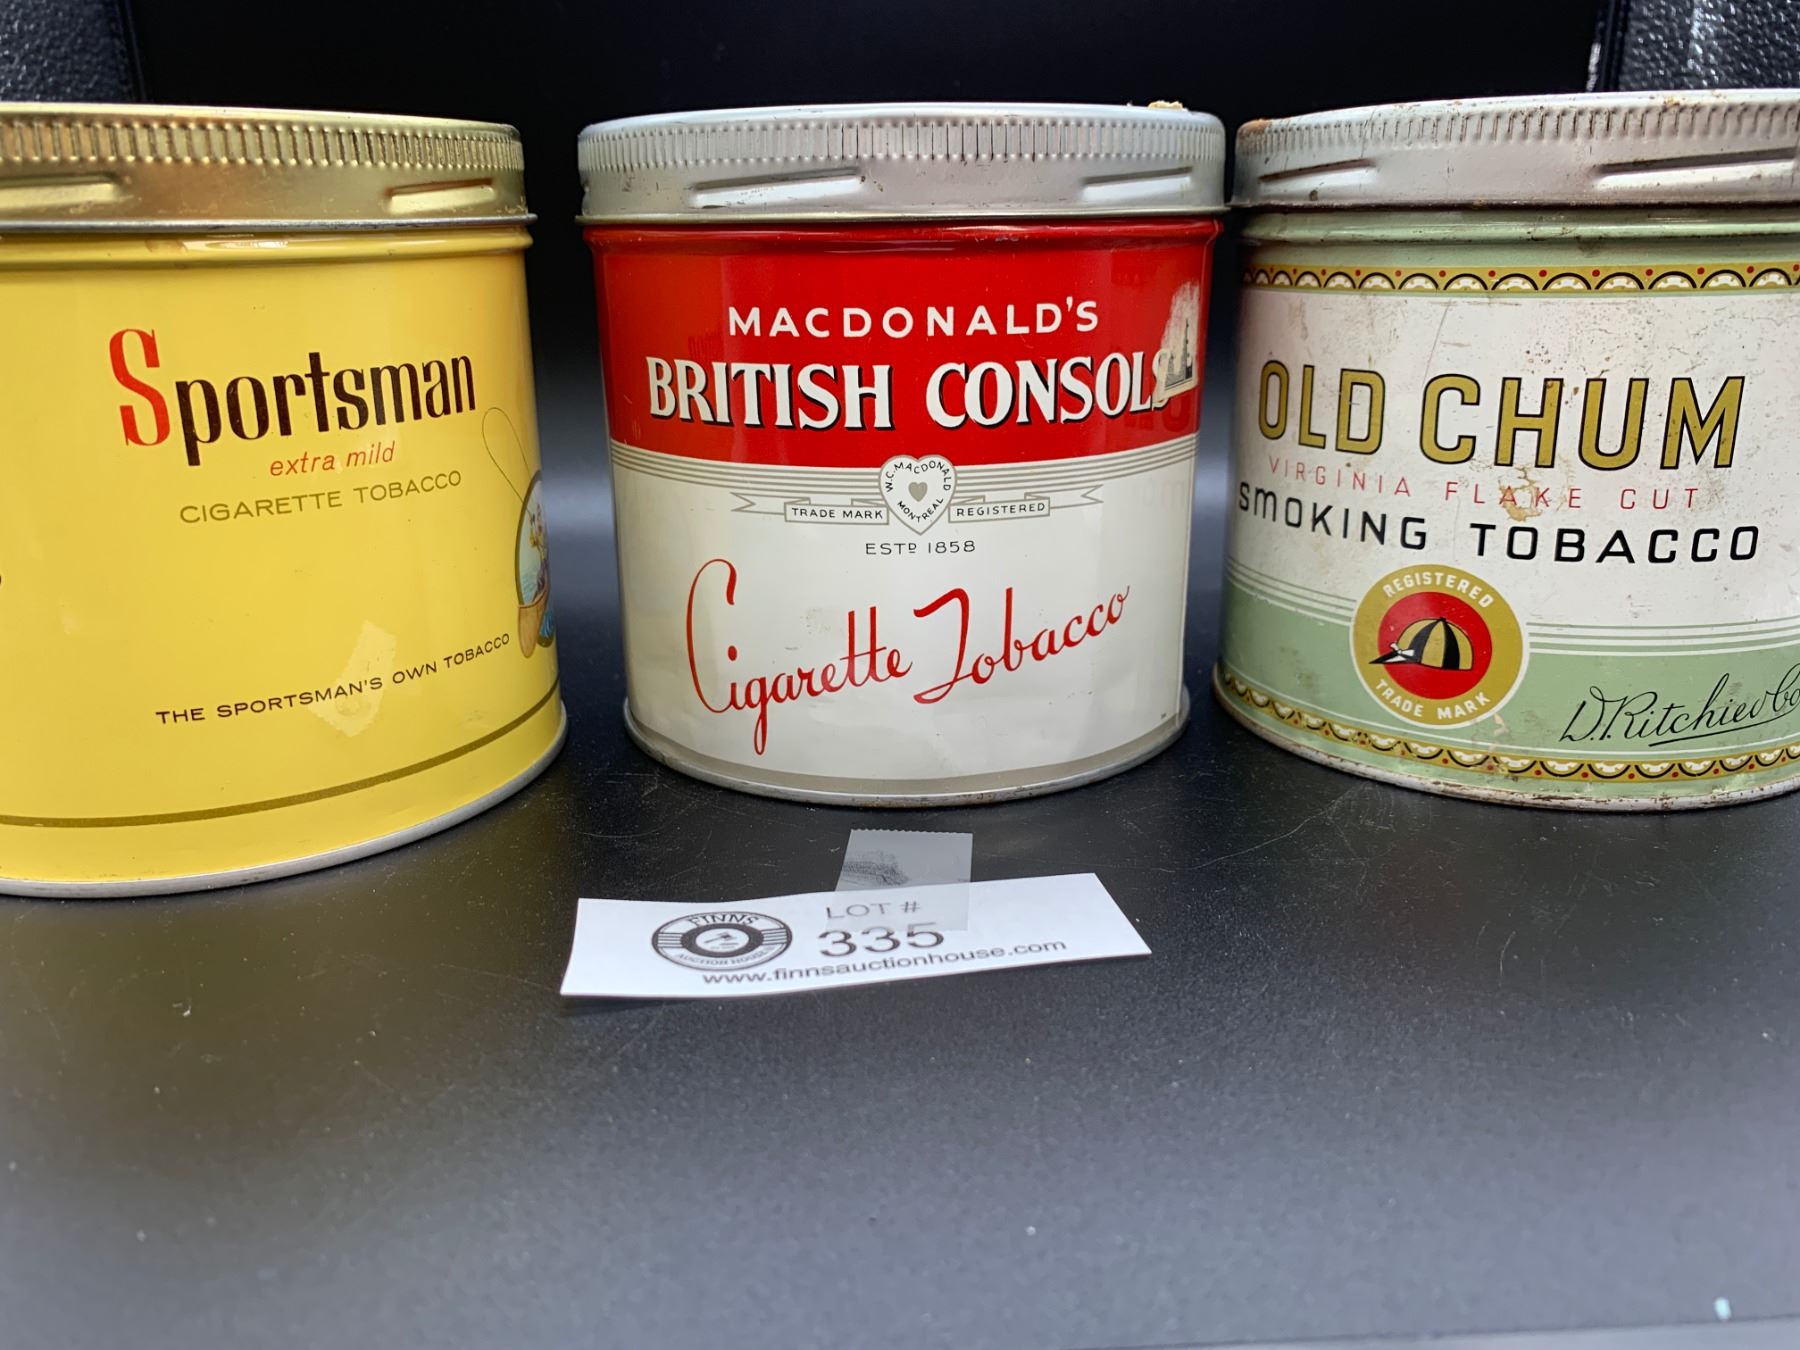 Sportsman
extra mild
CIGARETTE TOBACCO
THE SPORTSMAN'S OWN TOBACCO
MACDONALD'S
BRITISH CONSOLS
W.C. MACDONALD
MONTREAL
TRADE MARK REGISTERED
ESTD 1858
Cigarette Tobacco
OLD CHUM
VIRGINIA FLAKE CUT
SMOKING TOBACCO
REGISTERED
TRADE MARK
D. Ritchie & Co
FINNS
AUCTION HOUSE
LOT #
335
www.finnsauctionhouse.com